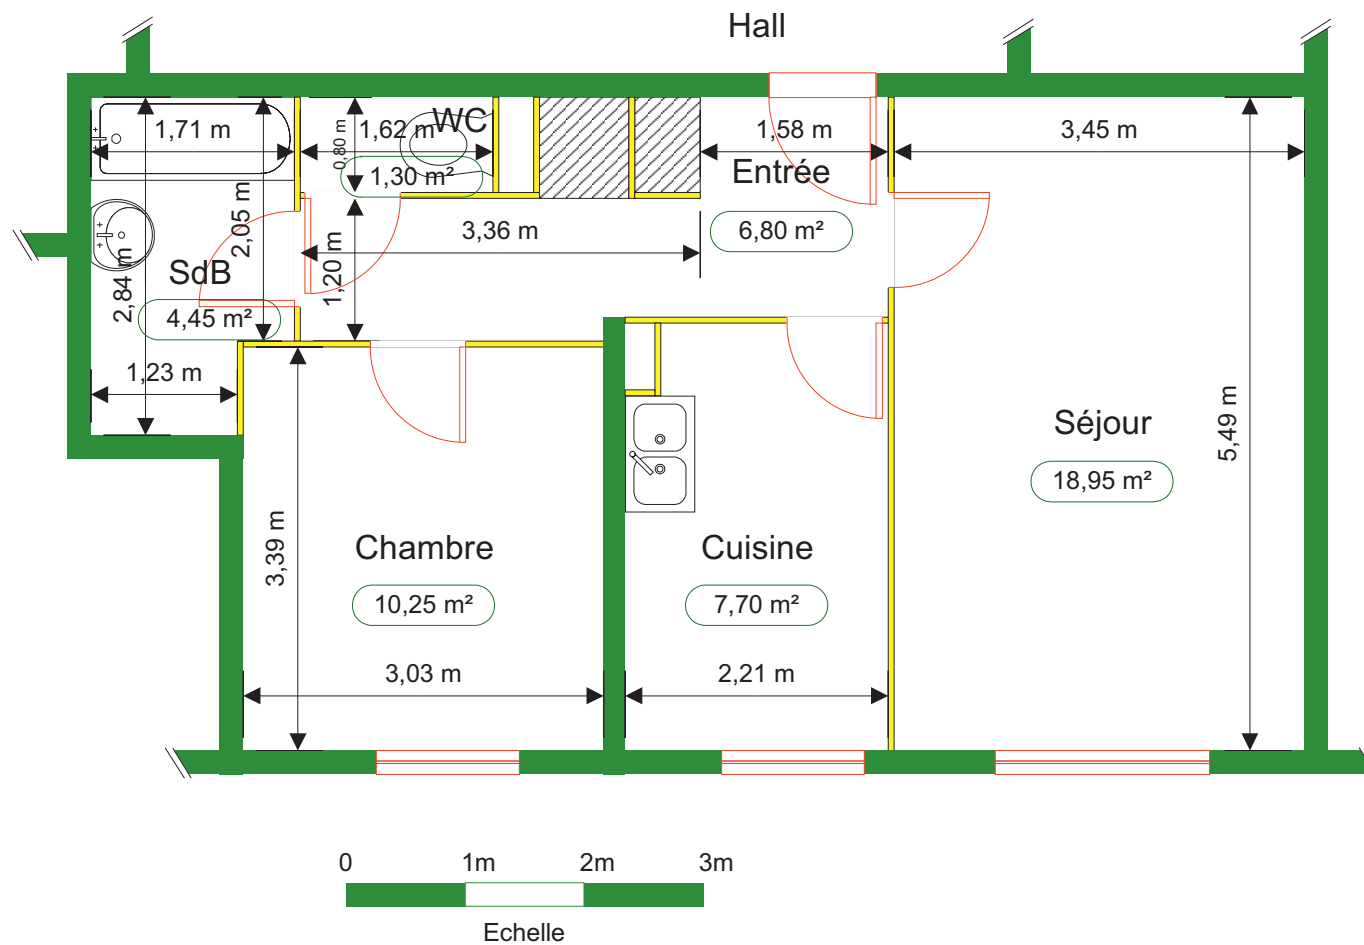 Hall
1,71 m
1,62 m
WC
0,80 m
1,30 m²
1,58 m
Entrée
6,80 m²
3,45 m
2,05 m
2,84 m
SdB
4,45 m²
1,20 m
3,36 m
1,23 m
Séjour
18,95 m²
5,49 m
3,39 m
Chambre
10,25 m²
3,03 m
Cuisine
7,70 m²
2,21 m
0 1m 2m 3m
Echelle